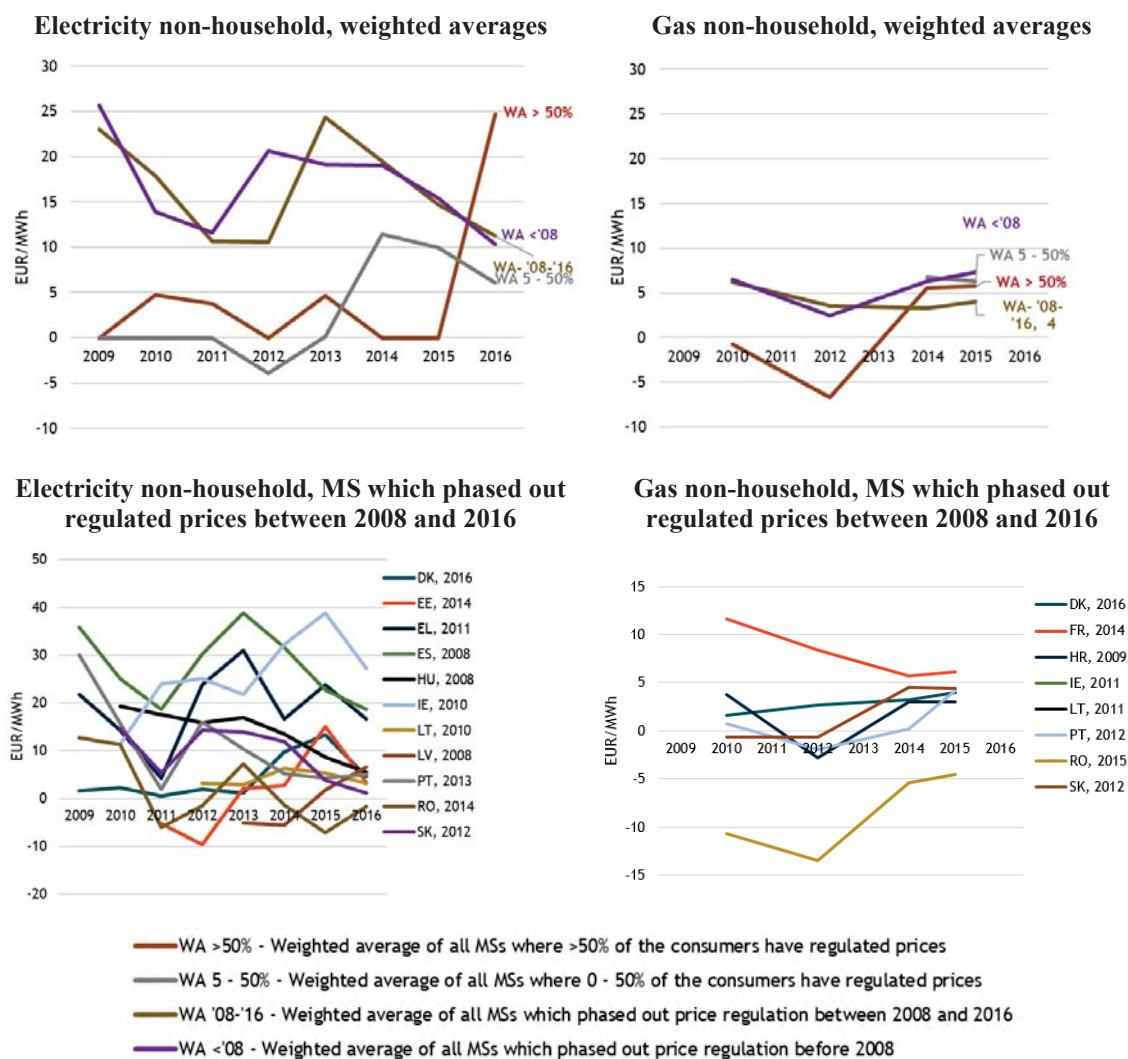 Electricity non-household, weighted averages
30
25
20
15
10
5
0
-5
-10
EUR/MWh
2009 2010 2011 2012 2013 2014 2015 2016
WA > 50%
WA <'08
WA- '08-'16
WA 5 - 50%
Gas non-household, weighted averages
30
25
20
15
10
5
0
-5
-10
EUR/MWh
2009 2010 2011 2012 2013 2014 2015 2016
WA <'08
WA 5 - 50%
WA > 50%
WA- '08-
'16, 4
Electricity non-household, MS which phased out
regulated prices between 2008 and 2016
50
40
30
20
10
0
-10
-20
EUR/MWh
2009 2010 2011 2012 2013 2014 2015 2016
DK, 2016
EE, 2014
EL, 2011
ES, 2008
HU, 2008
IE, 2010
LT, 2010
LV, 2008
PT, 2013
RO, 2014
SK, 2012
Gas non-household, MS which phased out
regulated prices between 2008 and 2016
15
10
5
0
-5
-10
-15
EUR/MWh
2009 2010 2011 2012 2013 2014 2015 2016
DK, 2016
FR, 2014
HR, 2009
IE, 2011
LT, 2011
PT, 2012
RO, 2015
SK, 2012
WA >50% - Weighted average of all MSs where >50% of the consumers have regulated prices
WA 5 - 50% - Weighted average of all MSs where 0 - 50% of the consumers have regulated prices
WA '08-'16 - Weighted average of all MSs which phased out price regulation between 2008 and 2016
WA <'08 - Weighted average of all MSs which phased out price regulation before 2008